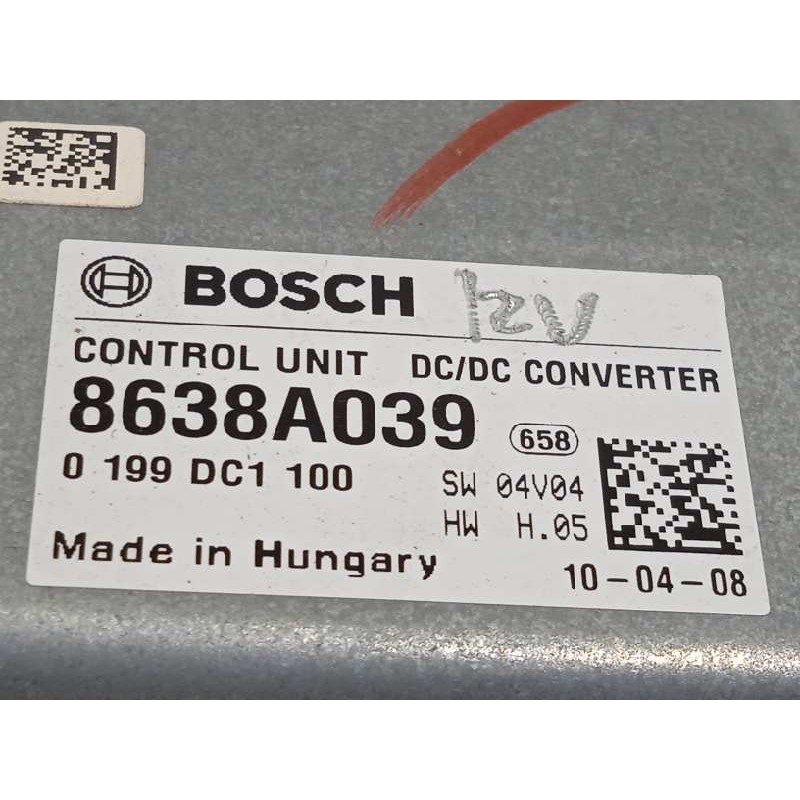 BOSCH
CONTROL UNIT DC/DC CONVERTER
8638A039
658
0 199 DC1 100
SW 04V04
HW H.05
Made in Hungary
10-04-08